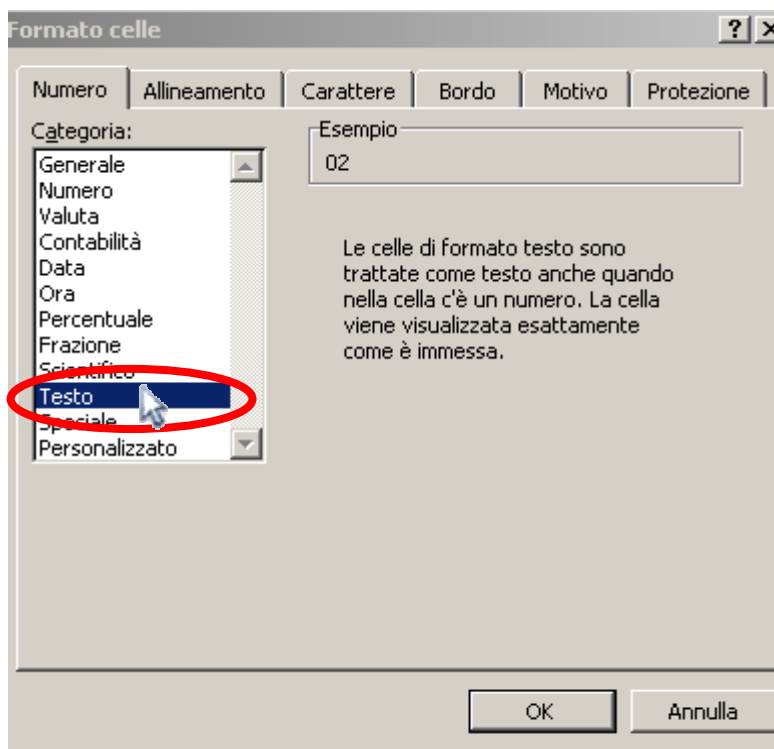 Formato celle
Numero Allineamento Carattere Bordo Motivo Protezione
Categoria:
Generale
Numero
Valuta
Contabilità
Data
Ora
Percentuale
Frazione
Scientifico
Testo
Speciale
Personalizzato
Esempio
02
Le celle di formato testo sono
trattate come testo anche quando
nella cella c'è un numero. La cella
viene visualizzata esattamente
come è immessa.
OK Annulla